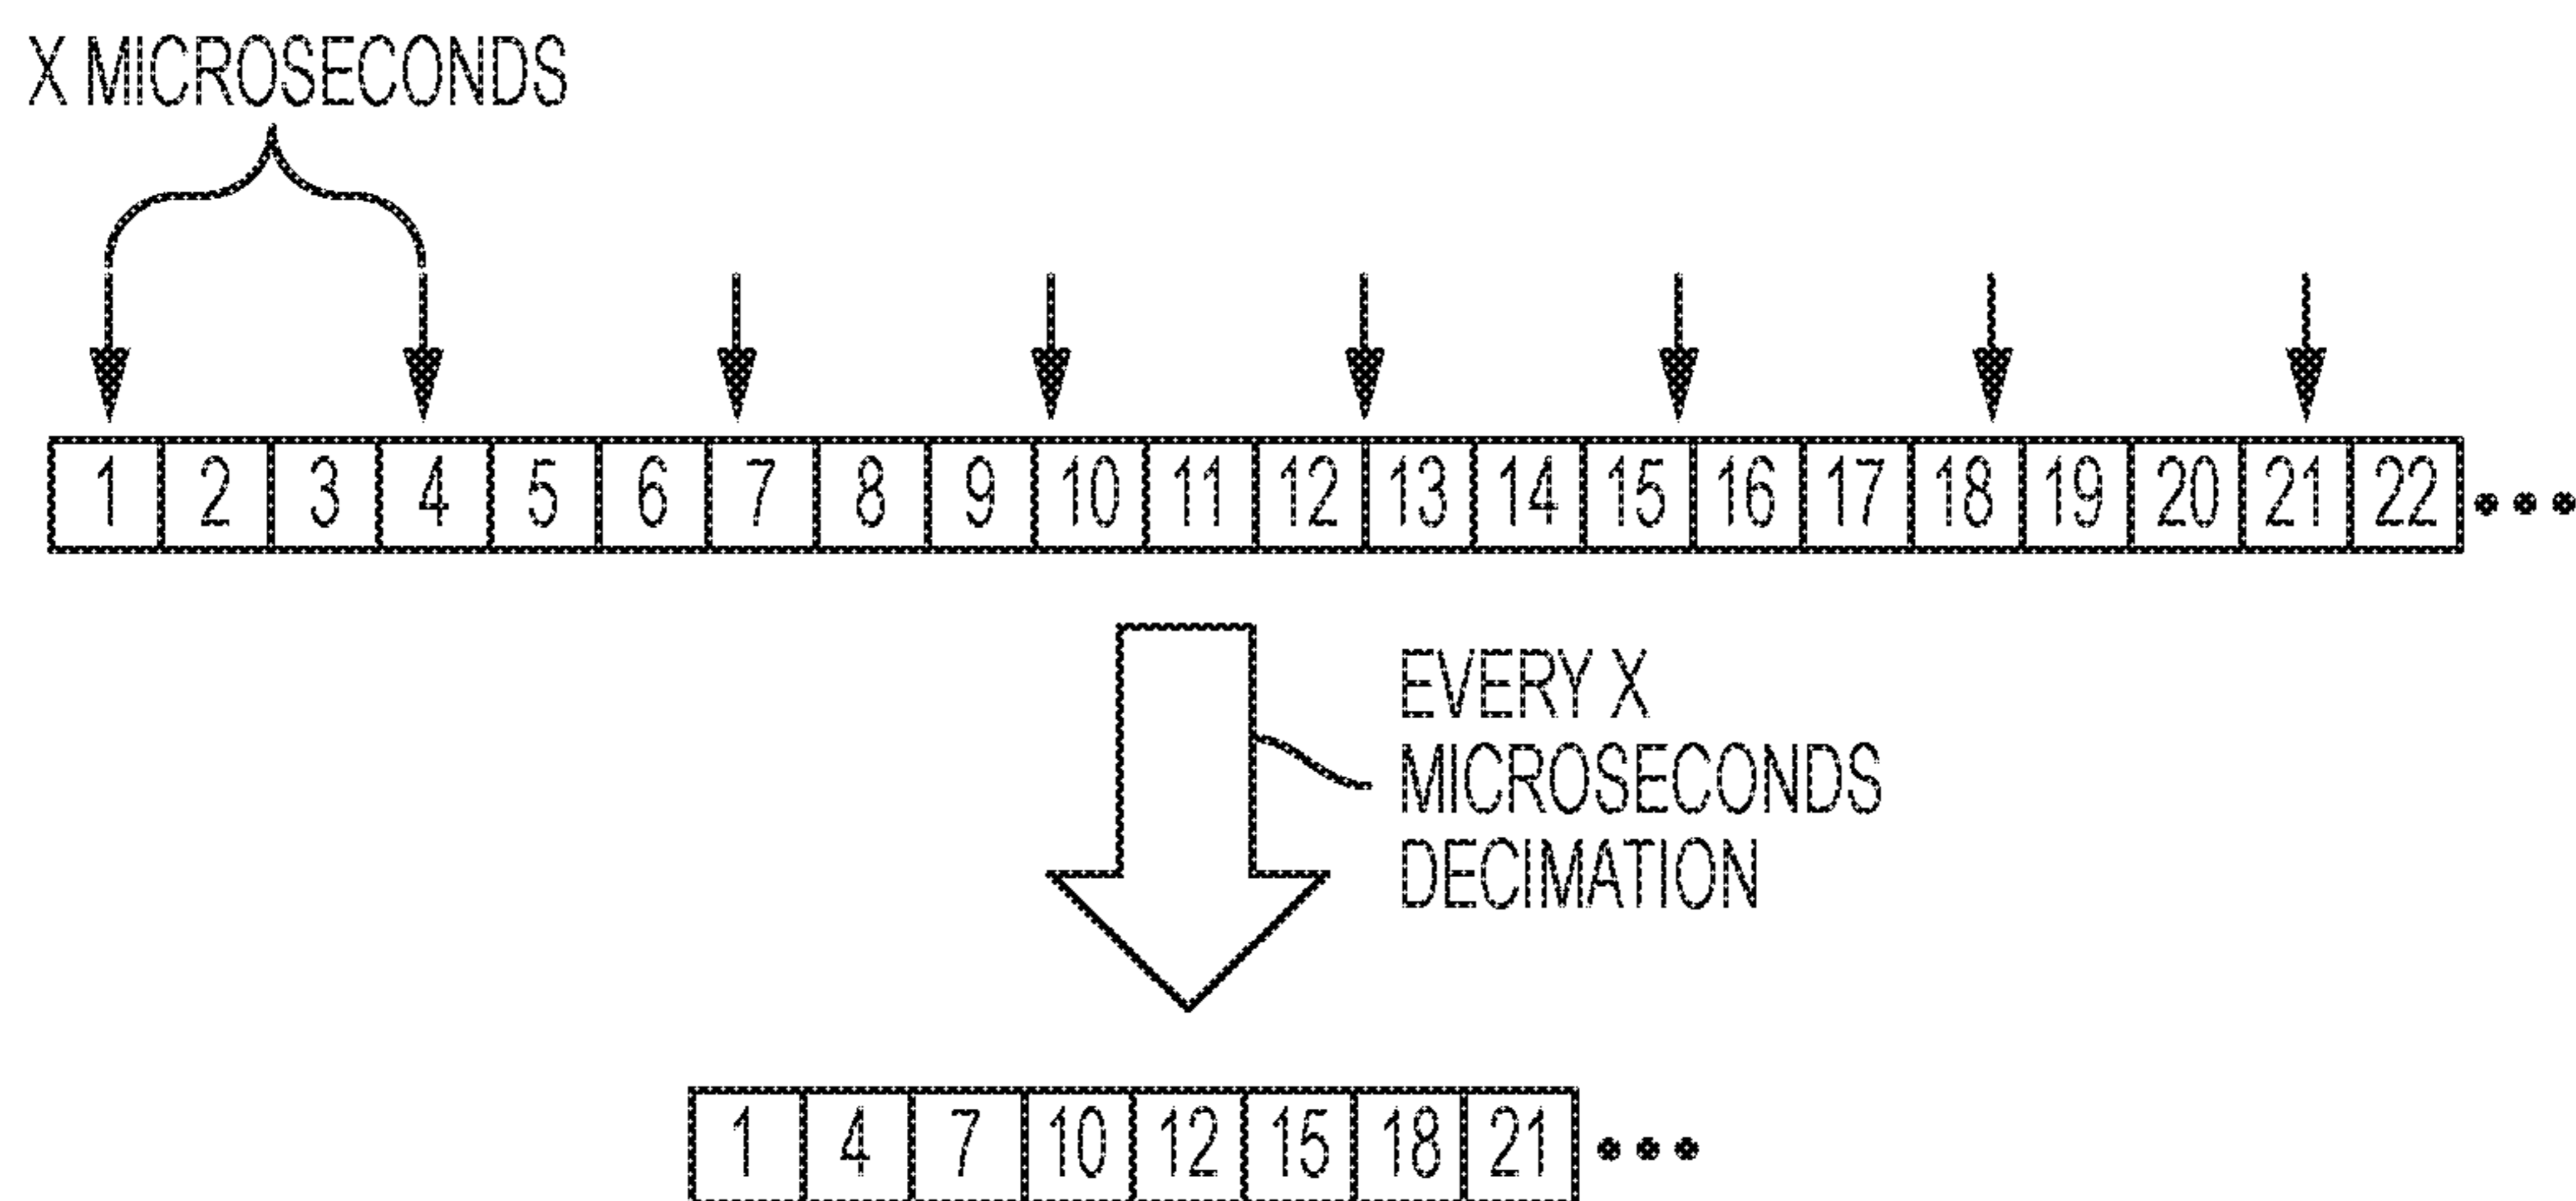 X MICROSECONDS
1 2 3 4 5 6 7 8 9 10 11 12 13 14 15 16 17 18 19 20 21 22 •••
EVERY X
MICROSECONDS
DECIMATION
1 4 7 10 12 15 18 21 •••